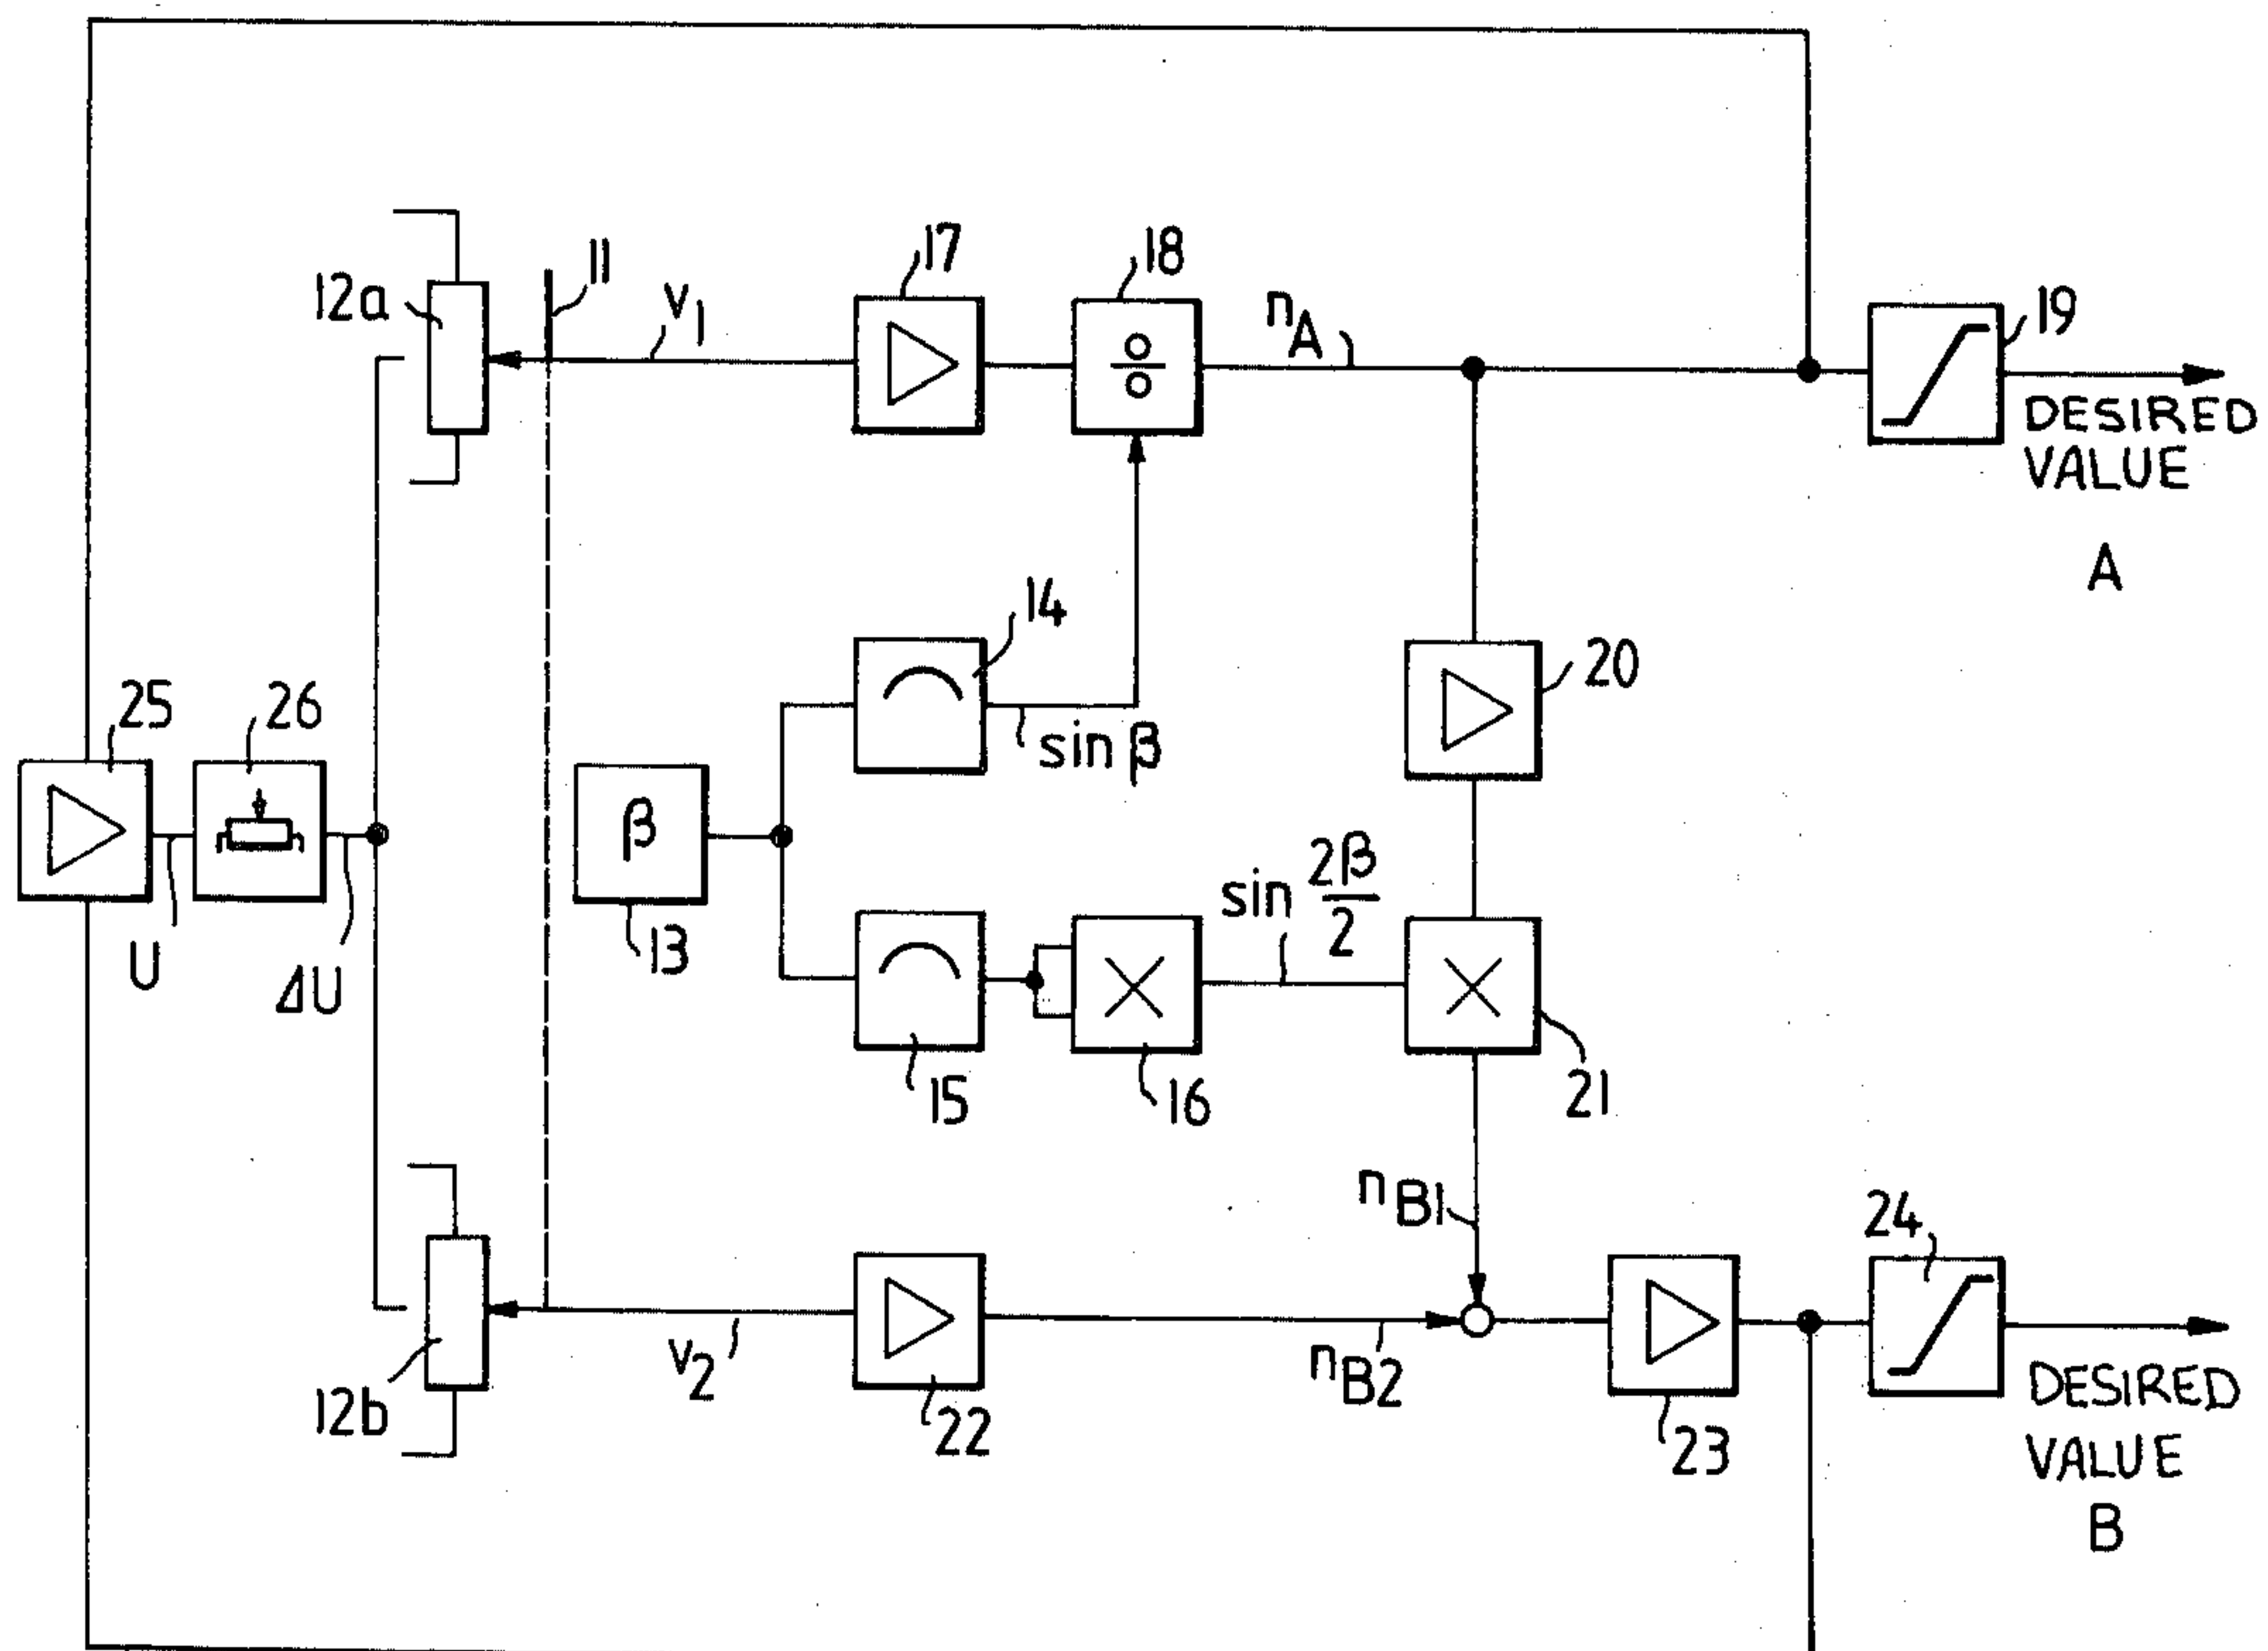 12a
11
v1
17
18
nA
19
DESIRED
VALUE
A
14
sin β
20
25
26
U
ΔU
β
13
15
16
sin 2β/2
21
nB1
12b
v2
22
nB2
23
24
DESIRED
VALUE
B